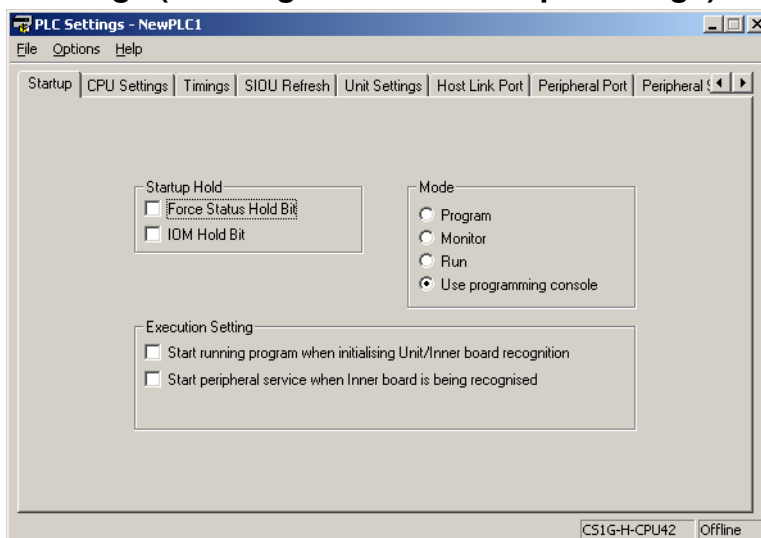 PLC Settings - NewPLC1
File Options Help
Startup CPU Settings Timings SIOU Refresh Unit Settings Host Link Port Peripheral Port Peripheral
Startup Hold
Force Status Hold Bit
IOM Hold Bit
Mode
Program
Monitor
Run
Use programming console
Execution Setting
Start running program when initialising Unit/Inner board recognition
Start peripheral service when Inner board is being recognised
CS1G-H-CPU42 Offline